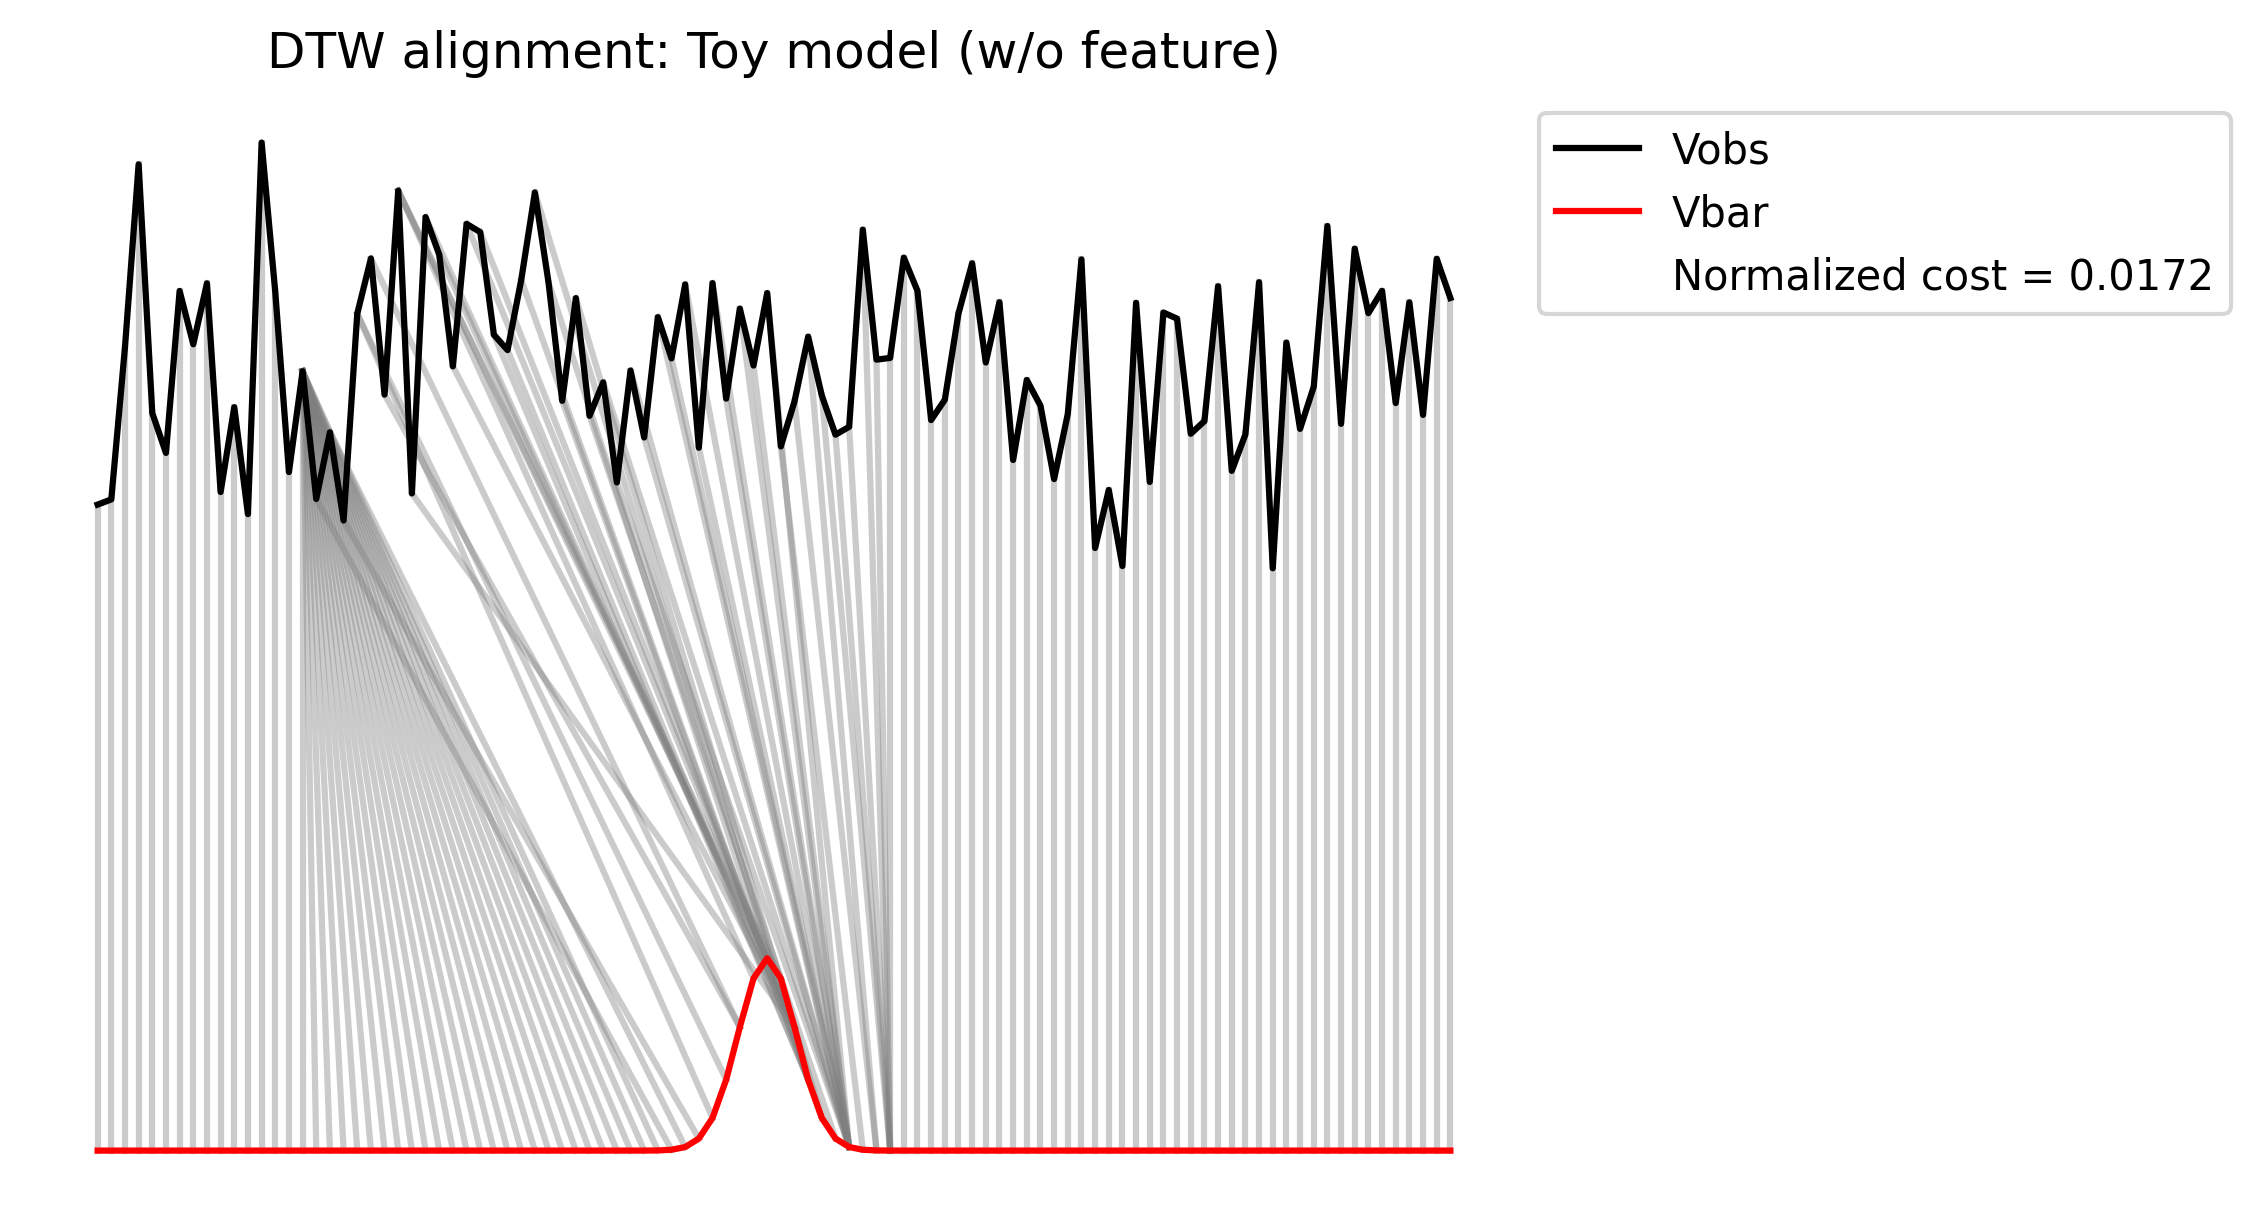 DTW alignment: Toy model (w/o feature)
Vobs
Vbar
Normalized cost = 0.0172